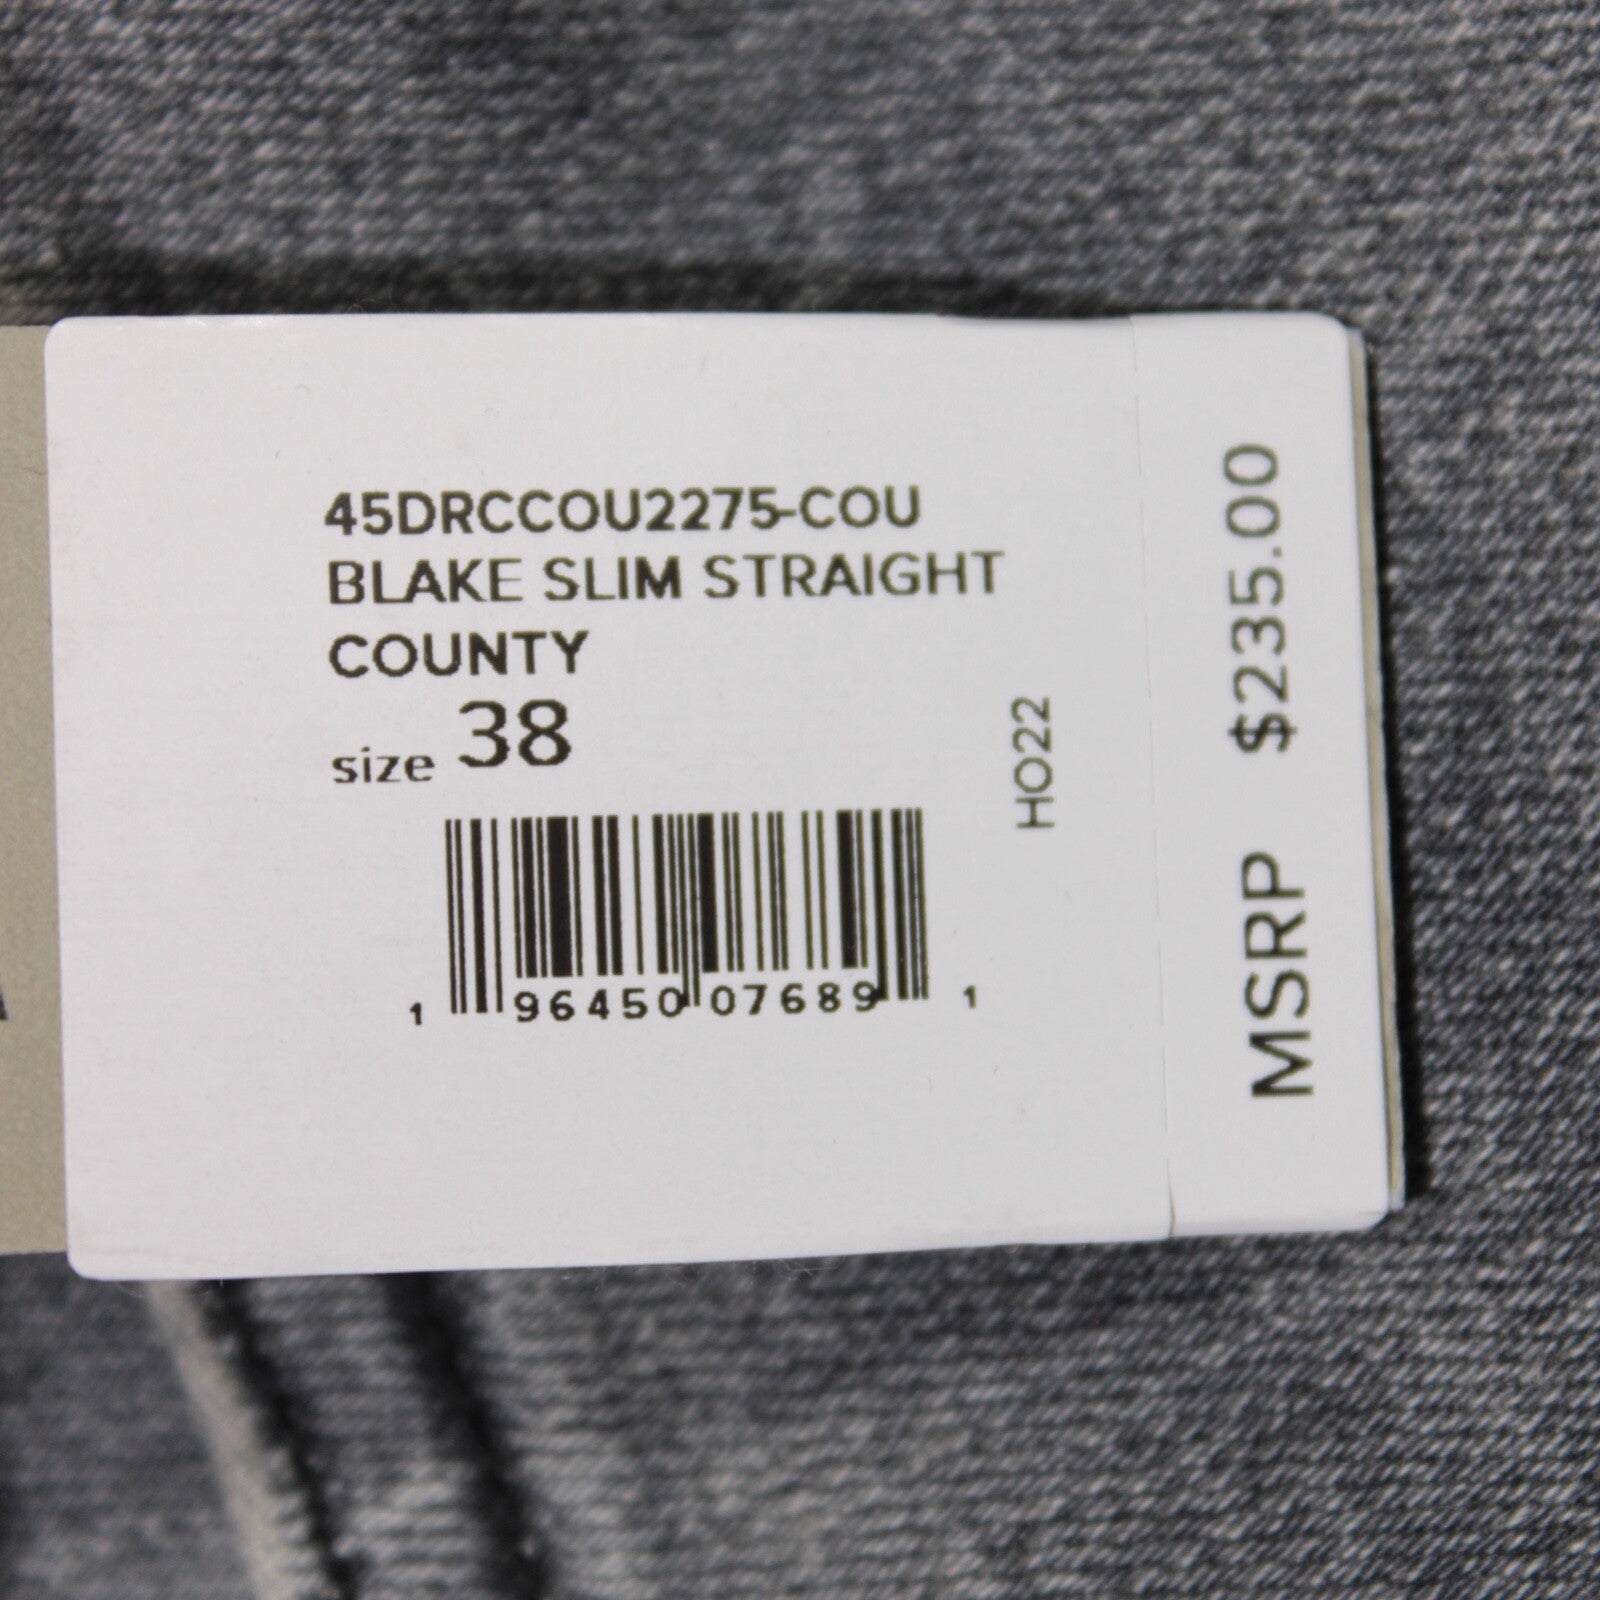 45DRCCOU2275-COU
BLAKE SLIM STRAIGHT
COUNTY
size 38
1 96450 07689 1
HO22
MSRP $235.00